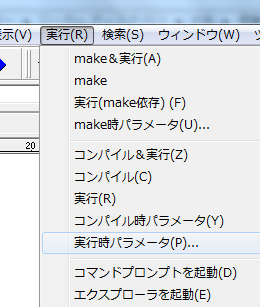 示(V) 実行(R) 検索(S) ウィンドウ(W)
make＆実行(A)
make
実行(make依存) (F)
make時パラメータ(U)...
20
コンパイル＆実行(Z)
コンパイル(C)
実行(R)
コンパイル時パラメータ(Y)
実行時パラメータ(P)...
コマンドプロンプトを起動(D)
エクスプローラを起動(E)